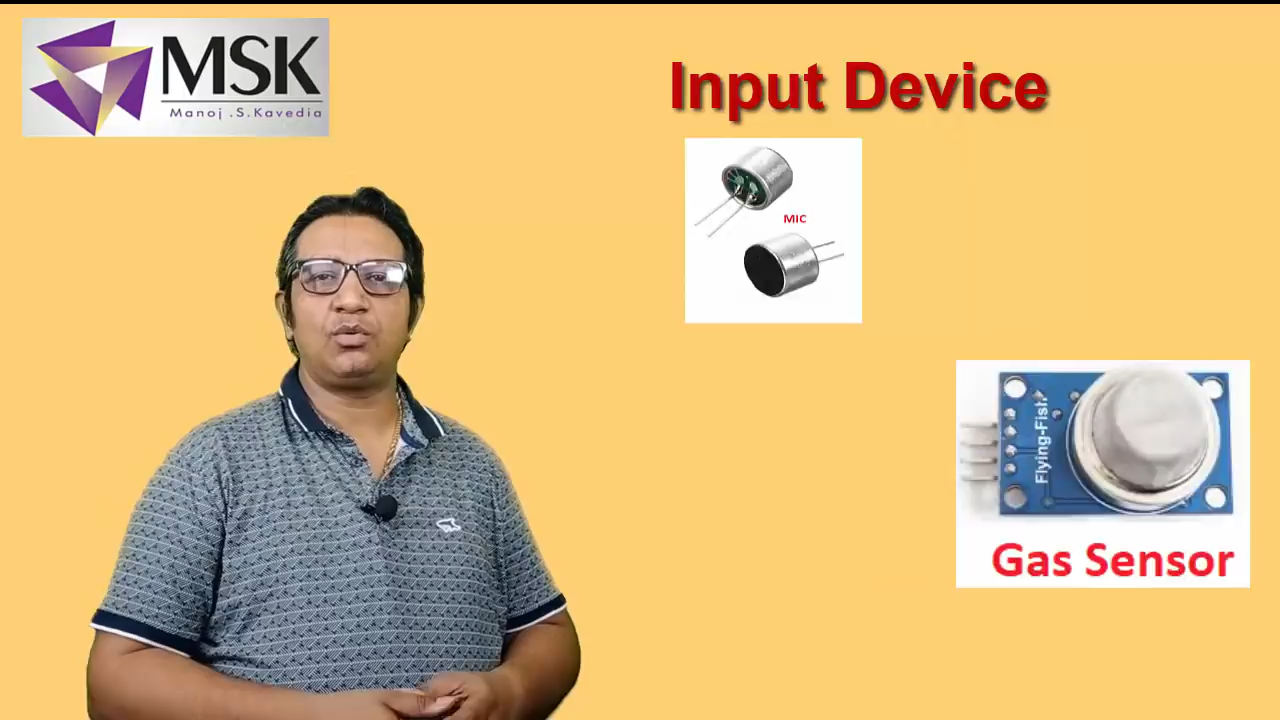 MSK
Manoj .S.Kavedia
Input Device
MIC
Flying-Fish
Gas Sensor